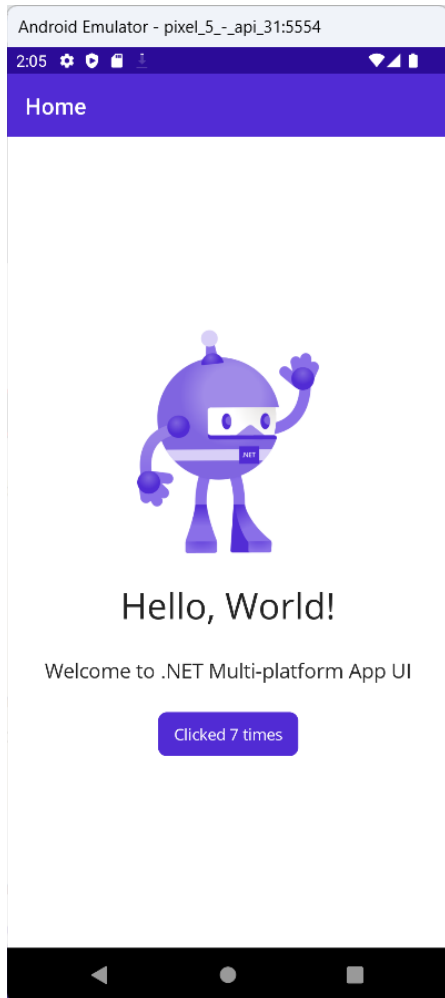 Android Emulator - pixel_5_-_api_31:5554
2:05
Home
.NET
Hello, World!
Welcome to .NET Multi-platform App UI
Clicked 7 times